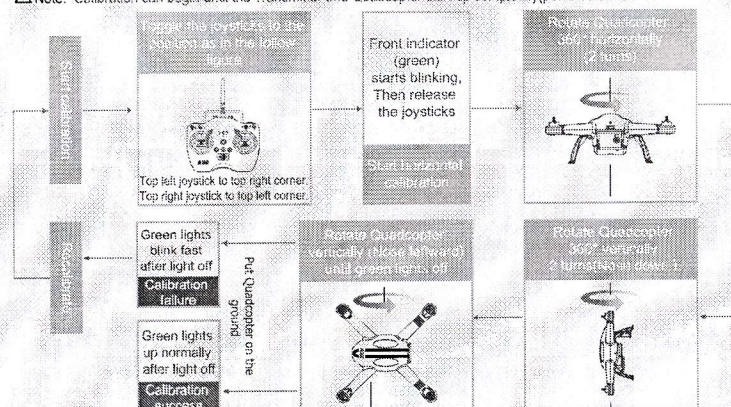 Note: Calibration can begin until the Transmitter and Quadcopter
Start calibration
Toggle the joysticks to the
position as in the follow
figure
Top left joystick to top right corner.
Top right joystick to top left corner.
Front indicator
(green)
starts blinking,
Then release
the joysticks
Start horizontal
calibration
Rotate Quadcopter
360° horizontally
(2 turns)
Rotate Quadcopter
360° vertically
2 turns
down
Rotate Quadcopter
vertically (Nose leftward)
until green lights off
Put Quadcopter on the
ground
Green lights
blink fast
after light off
Calibration
failure
Green lights
up normally
after light off
Calibration
success
Recalibrate